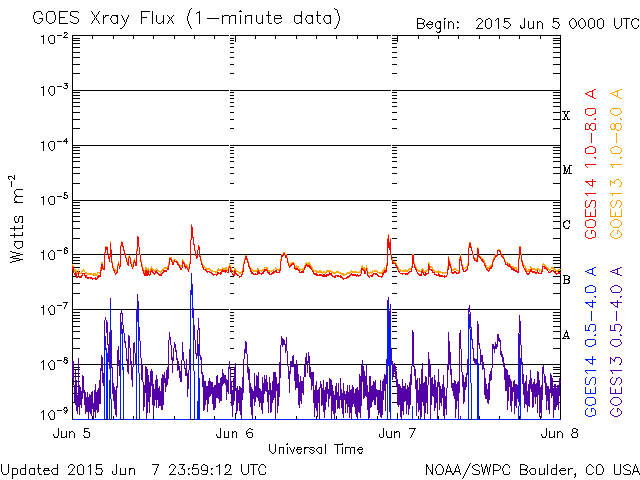 GOES Xray Flux (1-minute data)
Begin: 2015 Jun 5 0000 UTC
10⁻²
10⁻³
10⁻⁴
10⁻⁵
10⁻⁶
10⁻⁷
10⁻⁸
10⁻⁹
Watts m⁻²
X
M
C
B
A
GOES14 1.0-8.0 A
GOES13 1.0-8.0 A
GOES14 0.5-4.0 A
GOES13 0.5-4.0 A
Jun 5
Jun 6
Jun 7
Jun 8
Universal Time
Updated 2015 Jun 7 23:59:12 UTC
NOAA/SWPC Boulder, CO USA